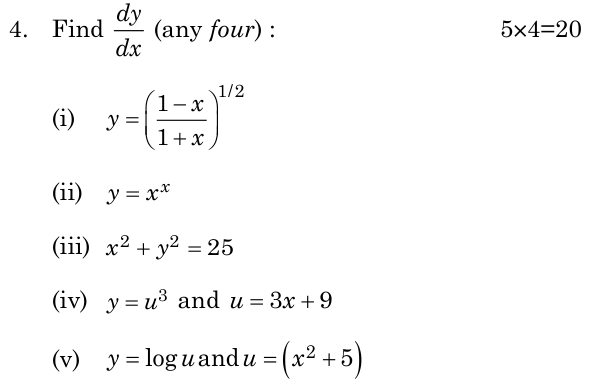 4. Find dy/dx (any four) : 5×4=20
(i) y = ((1 − x)/(1 + x))^1/2
(ii) y = x^x
(iii) x² + y² = 25
(iv) y = u³ and u = 3x + 9
(v) y = log u and u = (x² + 5)